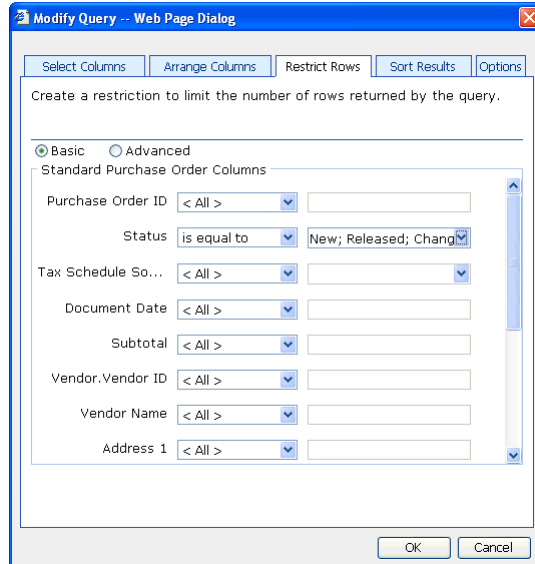 Modify Query -- Web Page Dialog
Select Columns Arrange Columns Restrict Rows Sort Results Options
Create a restriction to limit the number of rows returned by the query.
Basic Advanced
Standard Purchase Order Columns
Purchase Order ID < All >
Status is equal to New; Released; Chang
Tax Schedule So... < All >
Document Date < All >
Subtotal < All >
Vendor.Vendor ID < All >
Vendor Name < All >
Address 1 < All >
OK Cancel